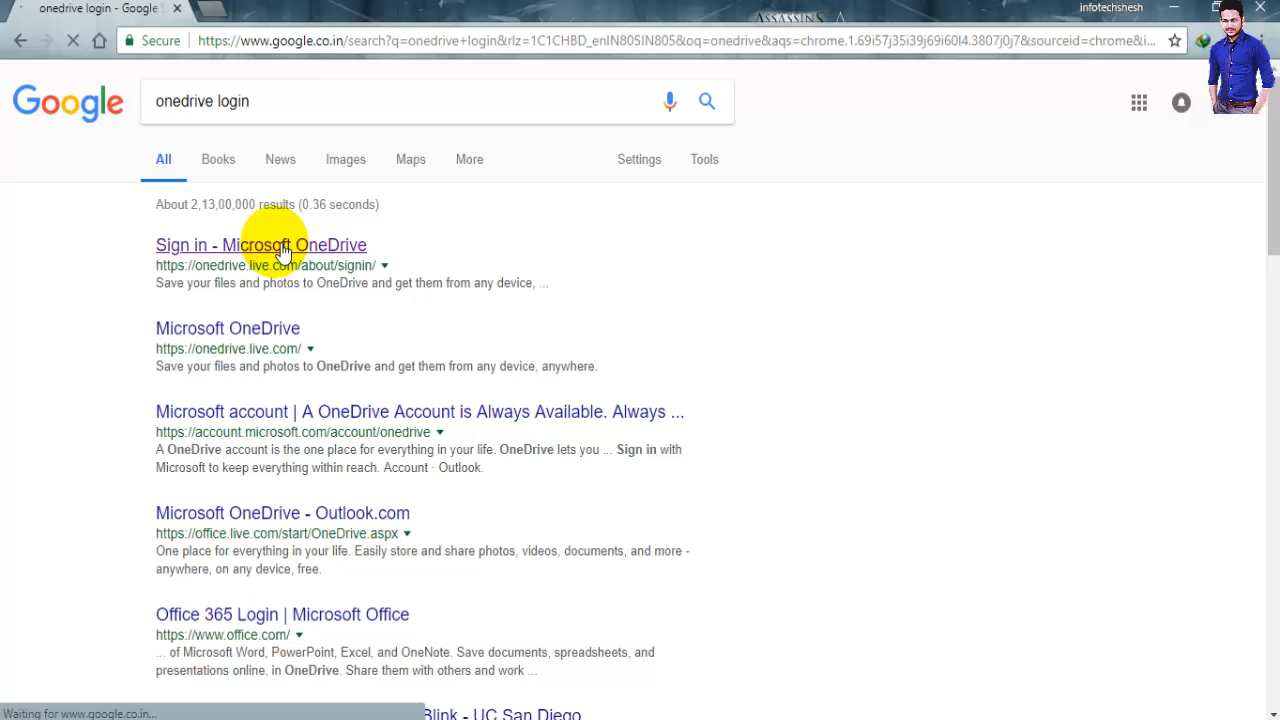 onedrive login - Google S
ASSASSINS
infotechshesh
Secure https://www.google.co.in/search?q=onedrive+login&rlz=1C1CHBD_enIN805IN805&oq=onedrive&aqs=chrome.1.69i57j35i39j69i60l4.3807j0j7&sourceid=chrome&i...
Google onedrive login
All Books News Images Maps More Settings Tools
About 2,13,00,000 results (0.36 seconds)
Sign in - Microsoft OneDrive
https://onedrive.live.com/about/signin/
Save your files and photos to OneDrive and get them from any device, ...
Microsoft OneDrive
https://onedrive.live.com/
Save your files and photos to OneDrive and get them from any device, anywhere.
Microsoft account | A OneDrive Account is Always Available. Always ...
https://account.microsoft.com/account/onedrive
A OneDrive account is the one place for everything in your life. OneDrive lets you ... Sign in with
Microsoft to keep everything within reach. Account · Outlook.
Microsoft OneDrive - Outlook.com
https://office.live.com/start/OneDrive.aspx
One place for everything in your life. Easily store and share photos, videos, documents, and more -
anywhere, on any device, free.
Office 365 Login | Microsoft Office
https://www.office.com/
... of Microsoft Word, PowerPoint, Excel, and OneNote. Save documents, spreadsheets, and
presentations online, in OneDrive. Share them with others and work ...
Blink - UC San Diego
Waiting for www.google.co.in...